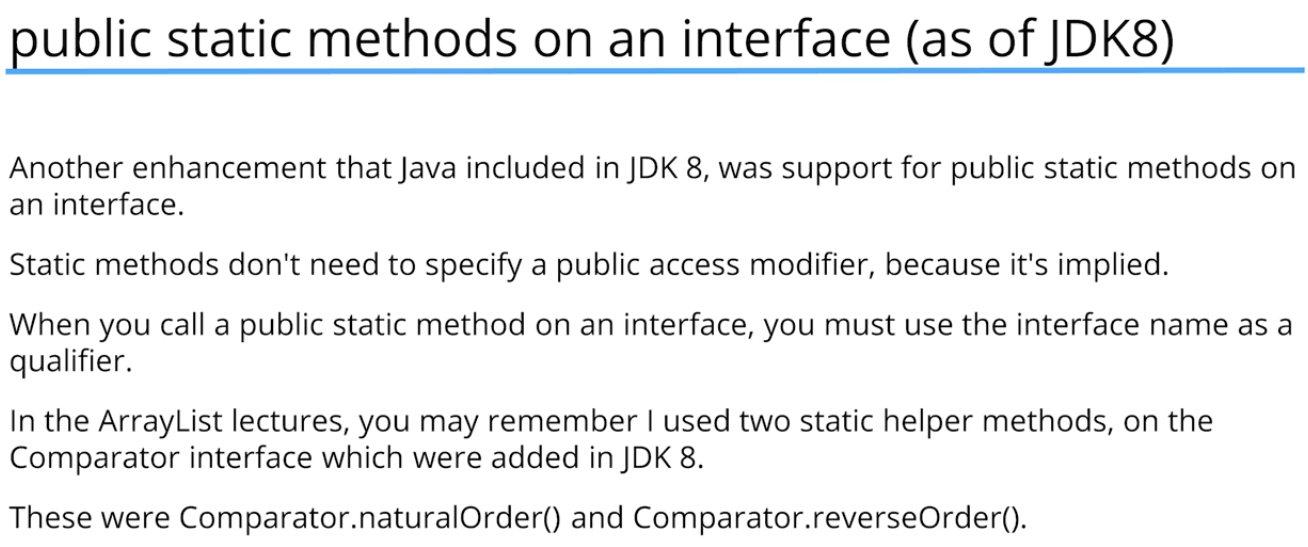 public static methods on an interface (as of JDK8)
Another enhancement that Java included in JDK 8, was support for public static methods on
an interface.
Static methods don't need to specify a public access modifier, because it's implied.
When you call a public static method on an interface, you must use the interface name as a
qualifier.
In the ArrayList lectures, you may remember I used two static helper methods, on the
Comparator interface which were added in JDK 8.
These were Comparator.naturalOrder() and Comparator.reverseOrder().